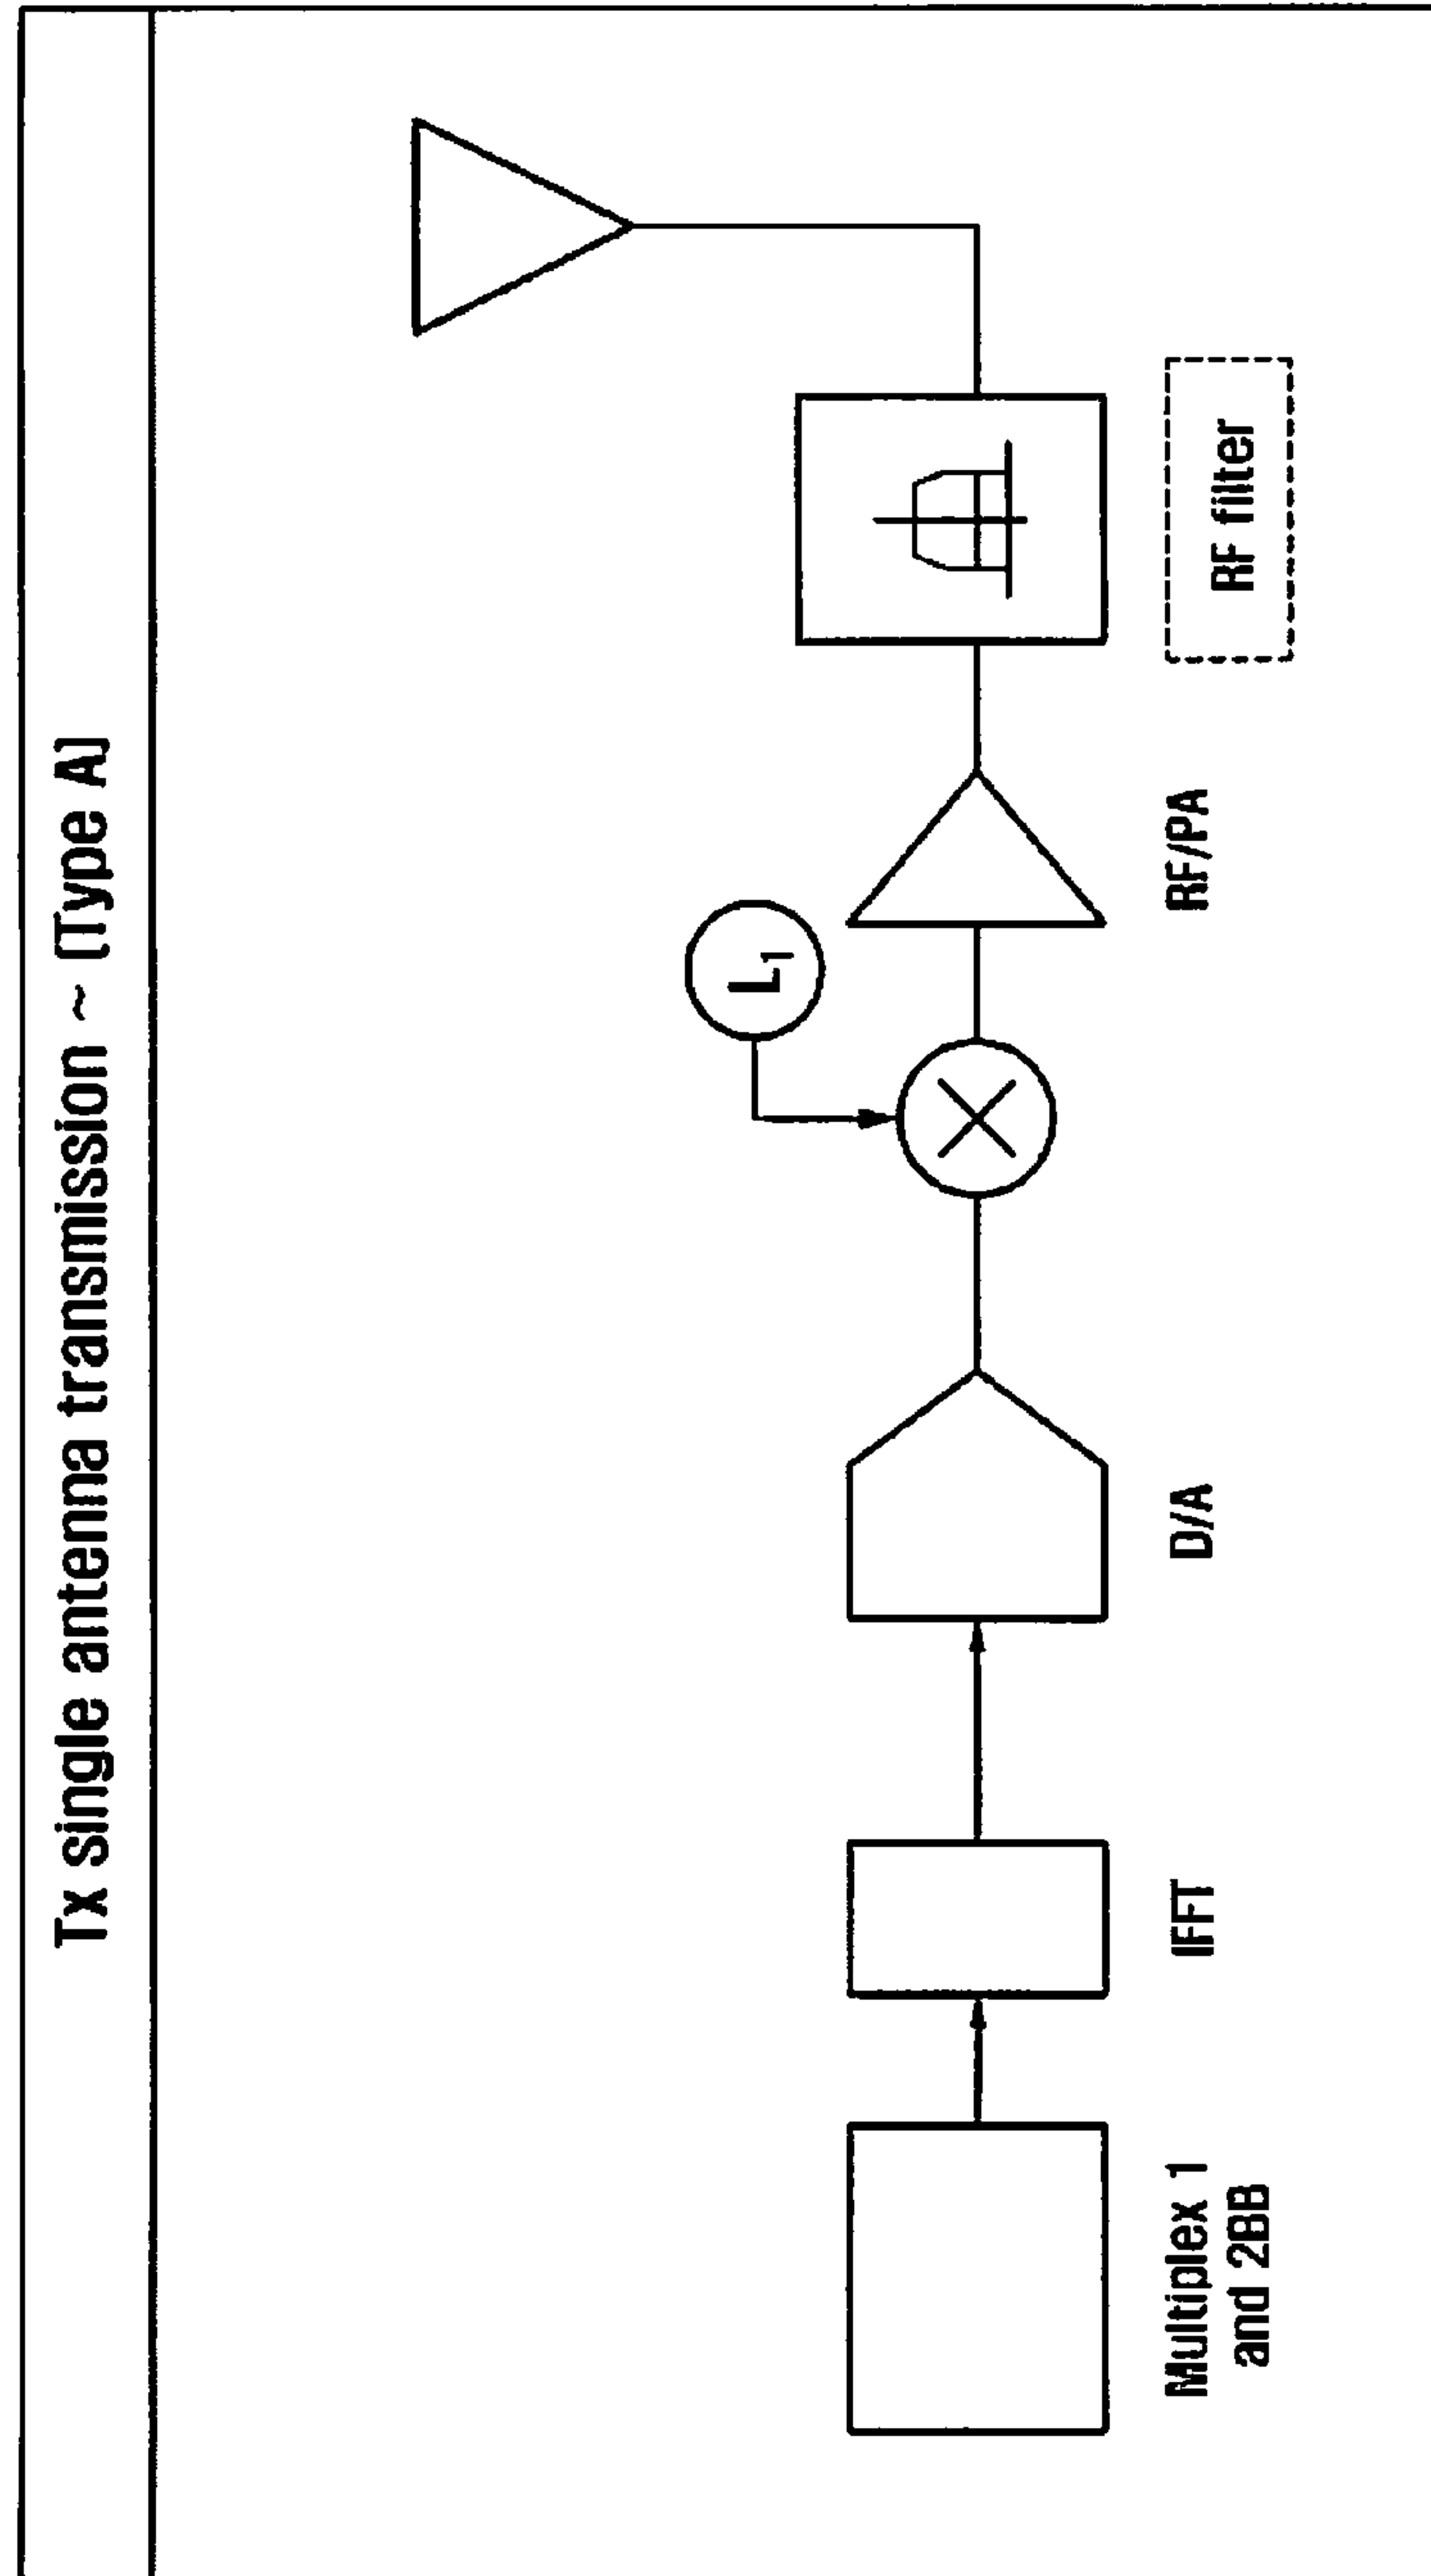 Tx single antenna transmission ~ (Type A)
L1
Multiplex 1
and 2BB
IFFT
D/A
RF/PA
RF filter